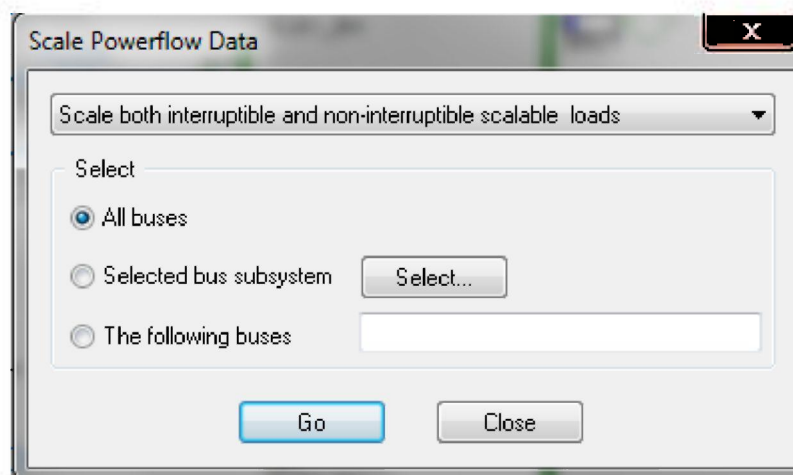 Scale Powerflow Data
X
Scale both interruptible and non-interruptible scalable loads
Select
All buses
Selected bus subsystem Select...
The following buses
Go Close